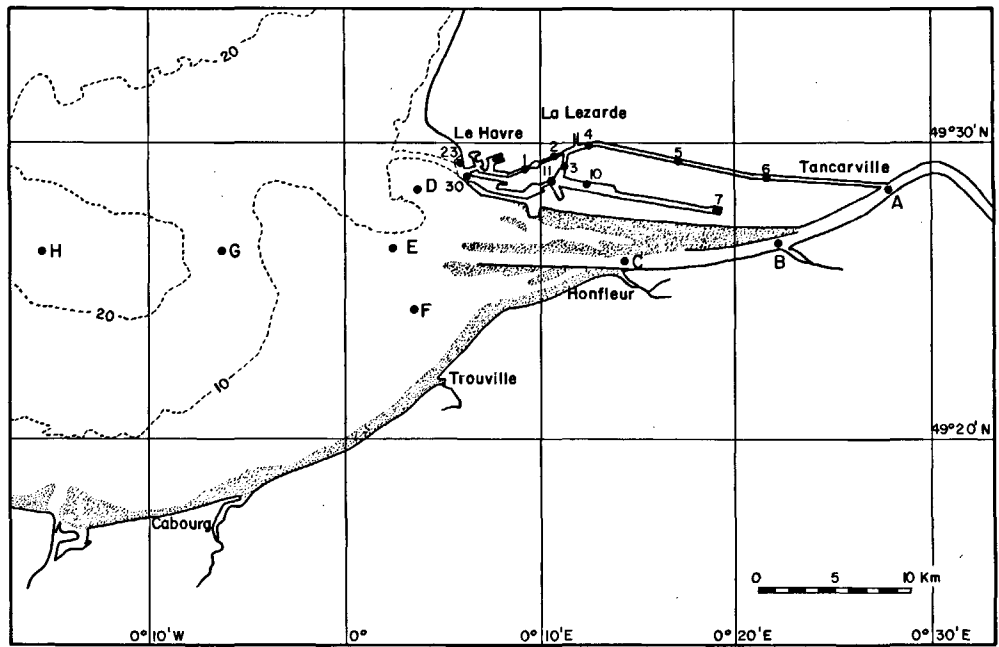 20
La Lezarde
Le Havre
49°30'N
23
1
2
4
3
5
6
Tancarville
30
11
10
7
D
A
H
G
E
B
C
Honfleur
20
F
10
Trouville
49°20'N
Cabourg
0 5 10 Km
0°10'W
0°
0°10'E
0°20'E
0°30'E